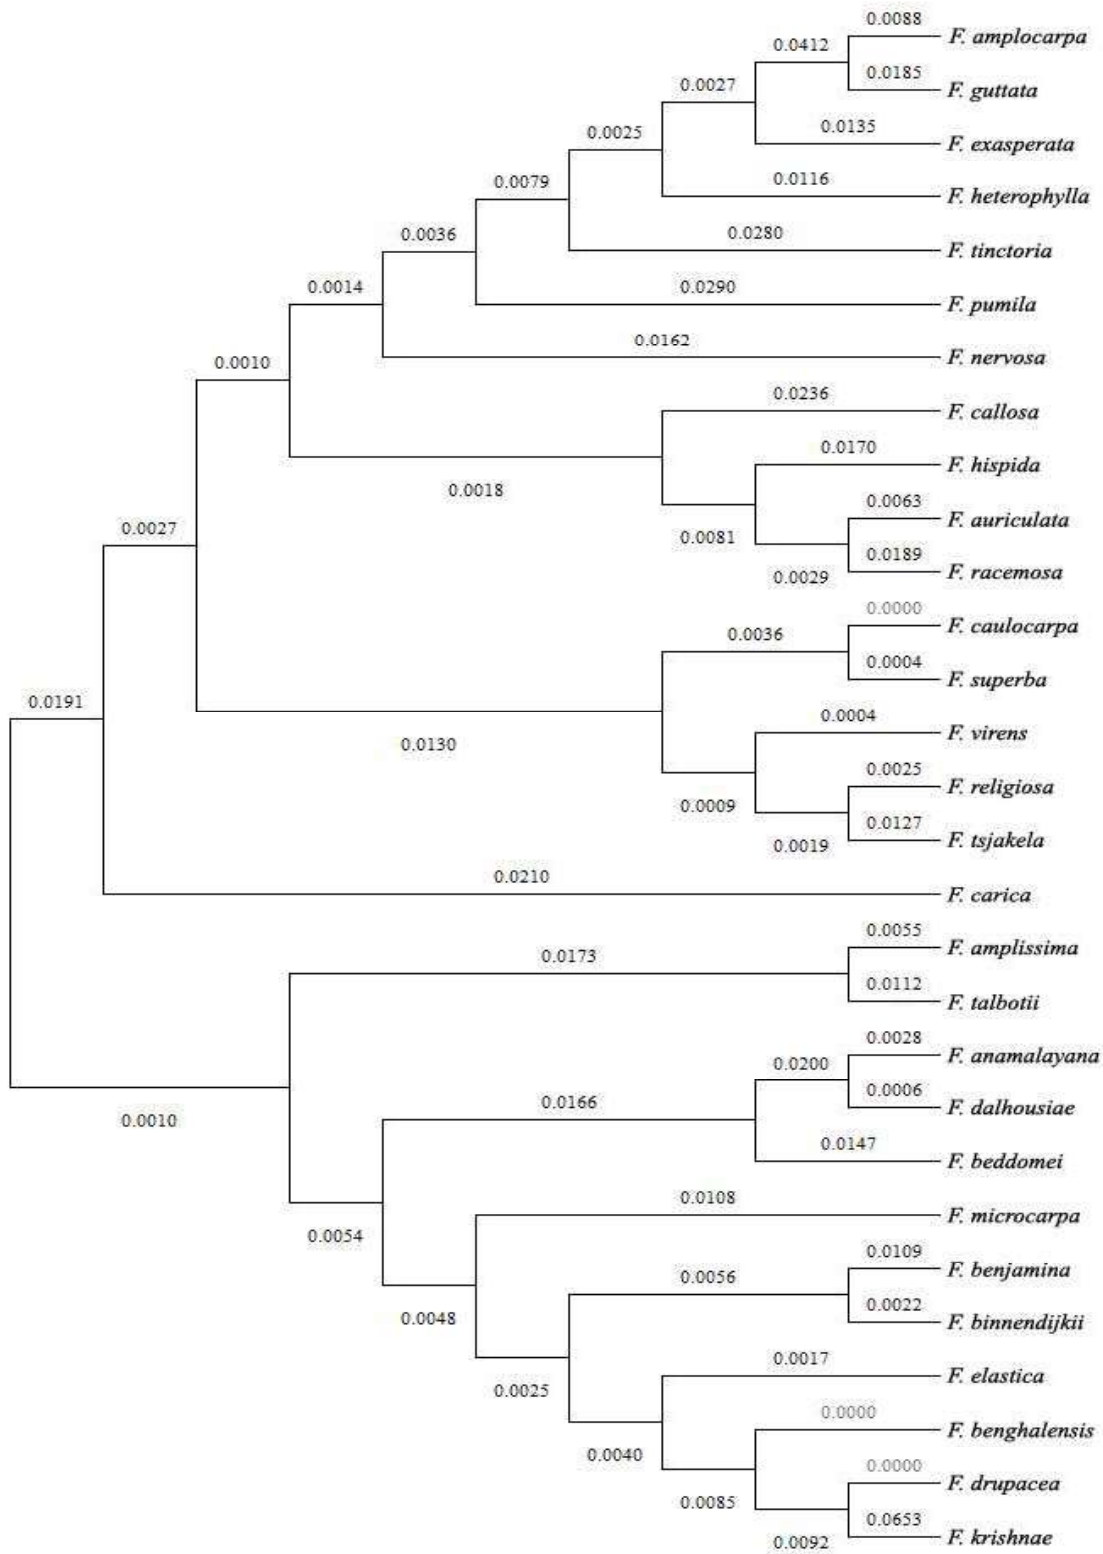 0.0088
F. amplocarpa
0.0412
0.0185
F. guttata
0.0027
0.0135
F. exasperata
0.0025
0.0116
F. heterophylla
0.0079
0.0280
F. tinctoria
0.0036
0.0290
F. pumila
0.0014
0.0162
F. nervosa
0.0010
0.0236
F. callosa
0.0170
F. hispida
0.0018
0.0063
F. auriculata
0.0027
0.0081
0.0189
F. racemosa
0.0029
0.0000
F. caulocarpa
0.0036
0.0004
F. superba
0.0191
0.0004
F. virens
0.0130
0.0025
F. religiosa
0.0009
0.0127
F. tsjakela
0.0019
0.0210
F. carica
0.0055
F. amplissima
0.0173
0.0112
F. talbotii
0.0028
F. anamalayana
0.0200
0.0006
F. dalhousiae
0.0166
0.0010
0.0147
F. beddomei
0.0108
F. microcarpa
0.0054
0.0109
F. benjamina
0.0056
0.0022
F. binnendijkii
0.0048
0.0017
F. elastica
0.0025
0.0000
F. benghalensis
0.0040
0.0000
F. drupacea
0.0085
0.0653
F. krishnae
0.0092